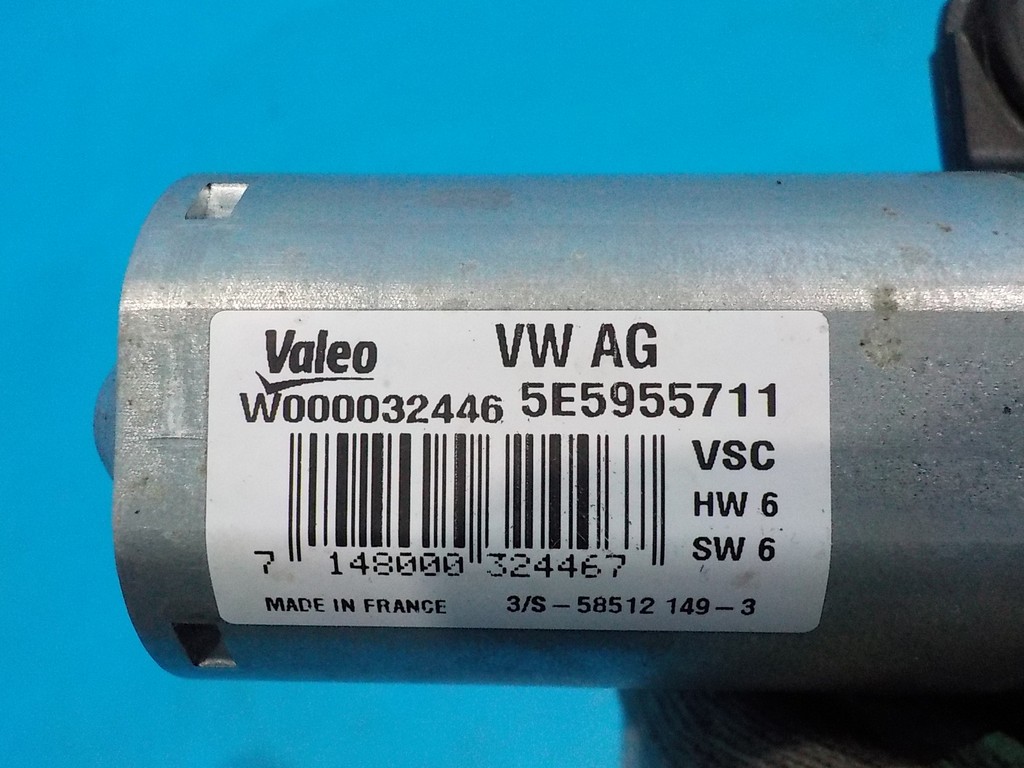 Valeo VW AG
W000032446 5E5955711
VSC
HW 6
SW 6
7 148000 324467
MADE IN FRANCE 3/S-58512 149-3